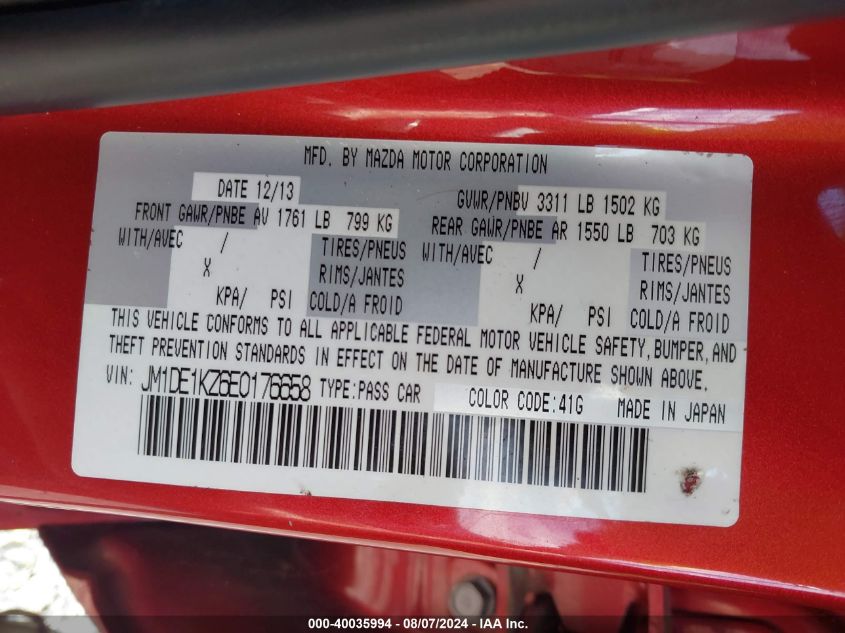 MFD. BY MAZDA MOTOR CORPORATION
DATE 12/13
GVWR/PNBV 3311 LB 1502 KG
FRONT GAWR/PNBE AV 1761 LB 799 KG
REAR GAWR/PNBE AR 1550 LB 703 KG
WITH/AVEC / TIRES/PNEUS WITH/AVEC / TIRES/PNEUS
X RIMS/JANTES X RIMS/JANTES
KPA/ PSI COLD/A FROID KPA/ PSI COLD/A FROID
THIS VEHICLE CONFORMS TO ALL APPLICABLE FEDERAL MOTOR VEHICLE SAFETY, BUMPER, AND
THEFT PREVENTION STANDARDS IN EFFECT ON THE DATE OF MANUFACTURE SHOWN ABOVE.
VIN: JM1DE1KZ6E0176658 TYPE:PASS CAR COLOR CODE:41G MADE IN JAPAN
000-40035994 - 08/07/2024 - IAA Inc.